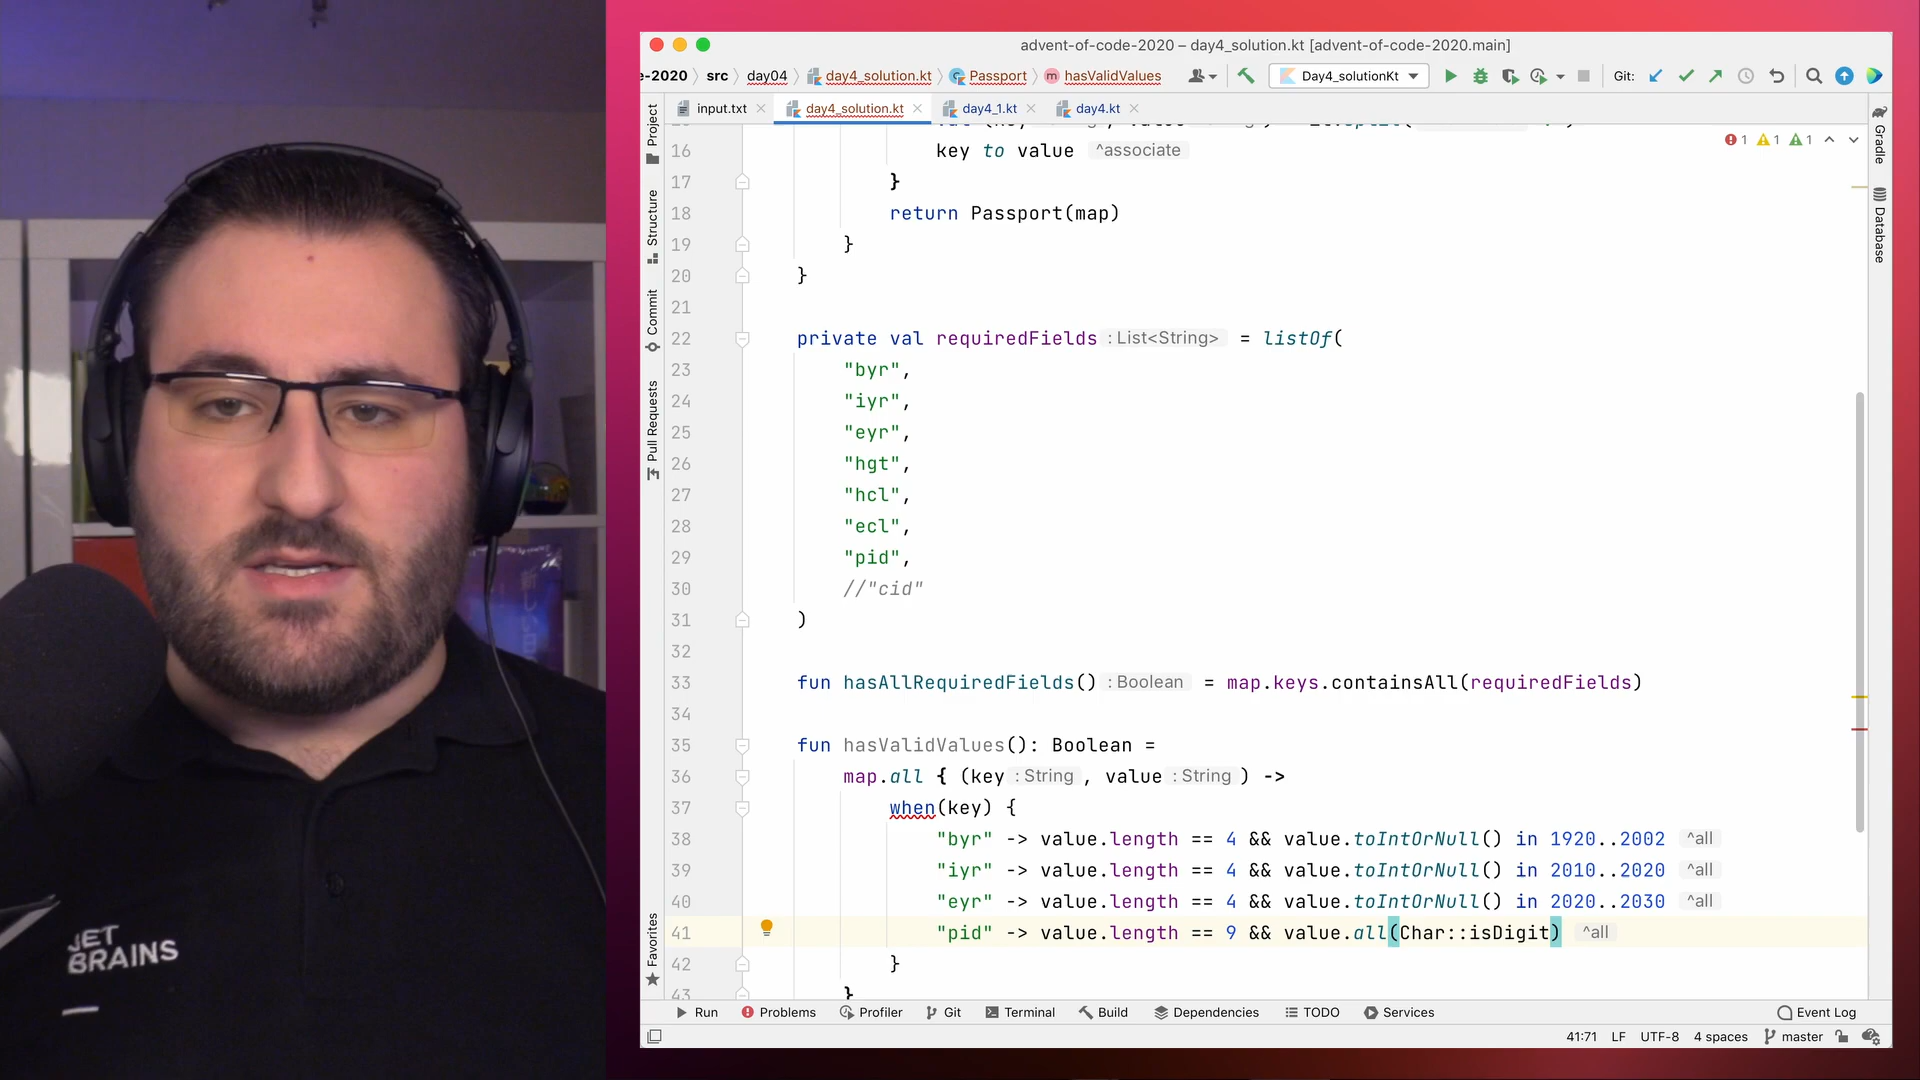 JET
BRAINS
advent-of-code-2020 – day4_solution.kt [advent-of-code-2020.main]
e-2020 src day04 day4_solution.kt Passport hasValidValues Day4_solutionKt Git:
input.txt day4_solution.kt day4_1.kt day4.kt
Project
Structure
Commit
Pull Requests
Favorites
Gradle
Database
1 1 1
16 key to value ^associate
17 }
18 return Passport(map)
19 }
20 }
21
22 private val requiredFields : List<String> = listOf(
23 "byr",
24 "iyr",
25 "eyr",
26 "hgt",
27 "hcl",
28 "ecl",
29 "pid",
30 //"cid"
31 )
32
33 fun hasAllRequiredFields() : Boolean = map.keys.containsAll(requiredFields)
34
35 fun hasValidValues(): Boolean =
36 map.all { (key : String , value : String ) ->
37 when(key) {
38 "byr" -> value.length == 4 && value.toIntOrNull() in 1920..2002 ^all
39 "iyr" -> value.length == 4 && value.toIntOrNull() in 2010..2020 ^all
40 "eyr" -> value.length == 4 && value.toIntOrNull() in 2020..2030 ^all
41 "pid" -> value.length == 9 && value.all(Char::isDigit) ^all
42 }
43 }
Run Problems Profiler Git Terminal Build Dependencies TODO Services Event Log
41:71 LF UTF-8 4 spaces master